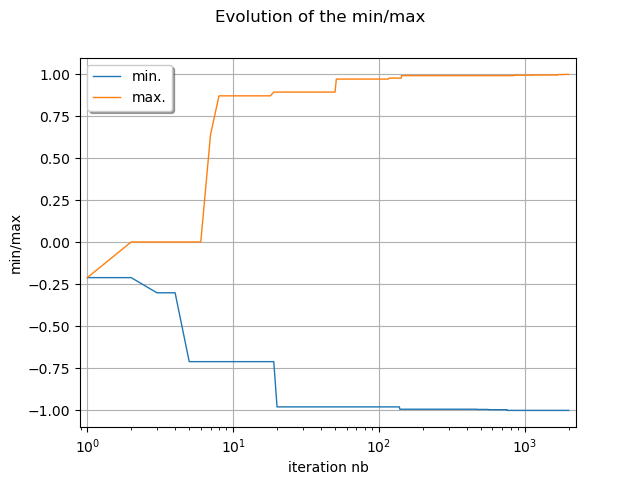 Evolution of the min/max
min.
max.
1.00
0.75
0.50
0.25
0.00
−0.25
−0.50
−0.75
−1.00
min/max
10⁰
10¹
10²
10³
iteration nb